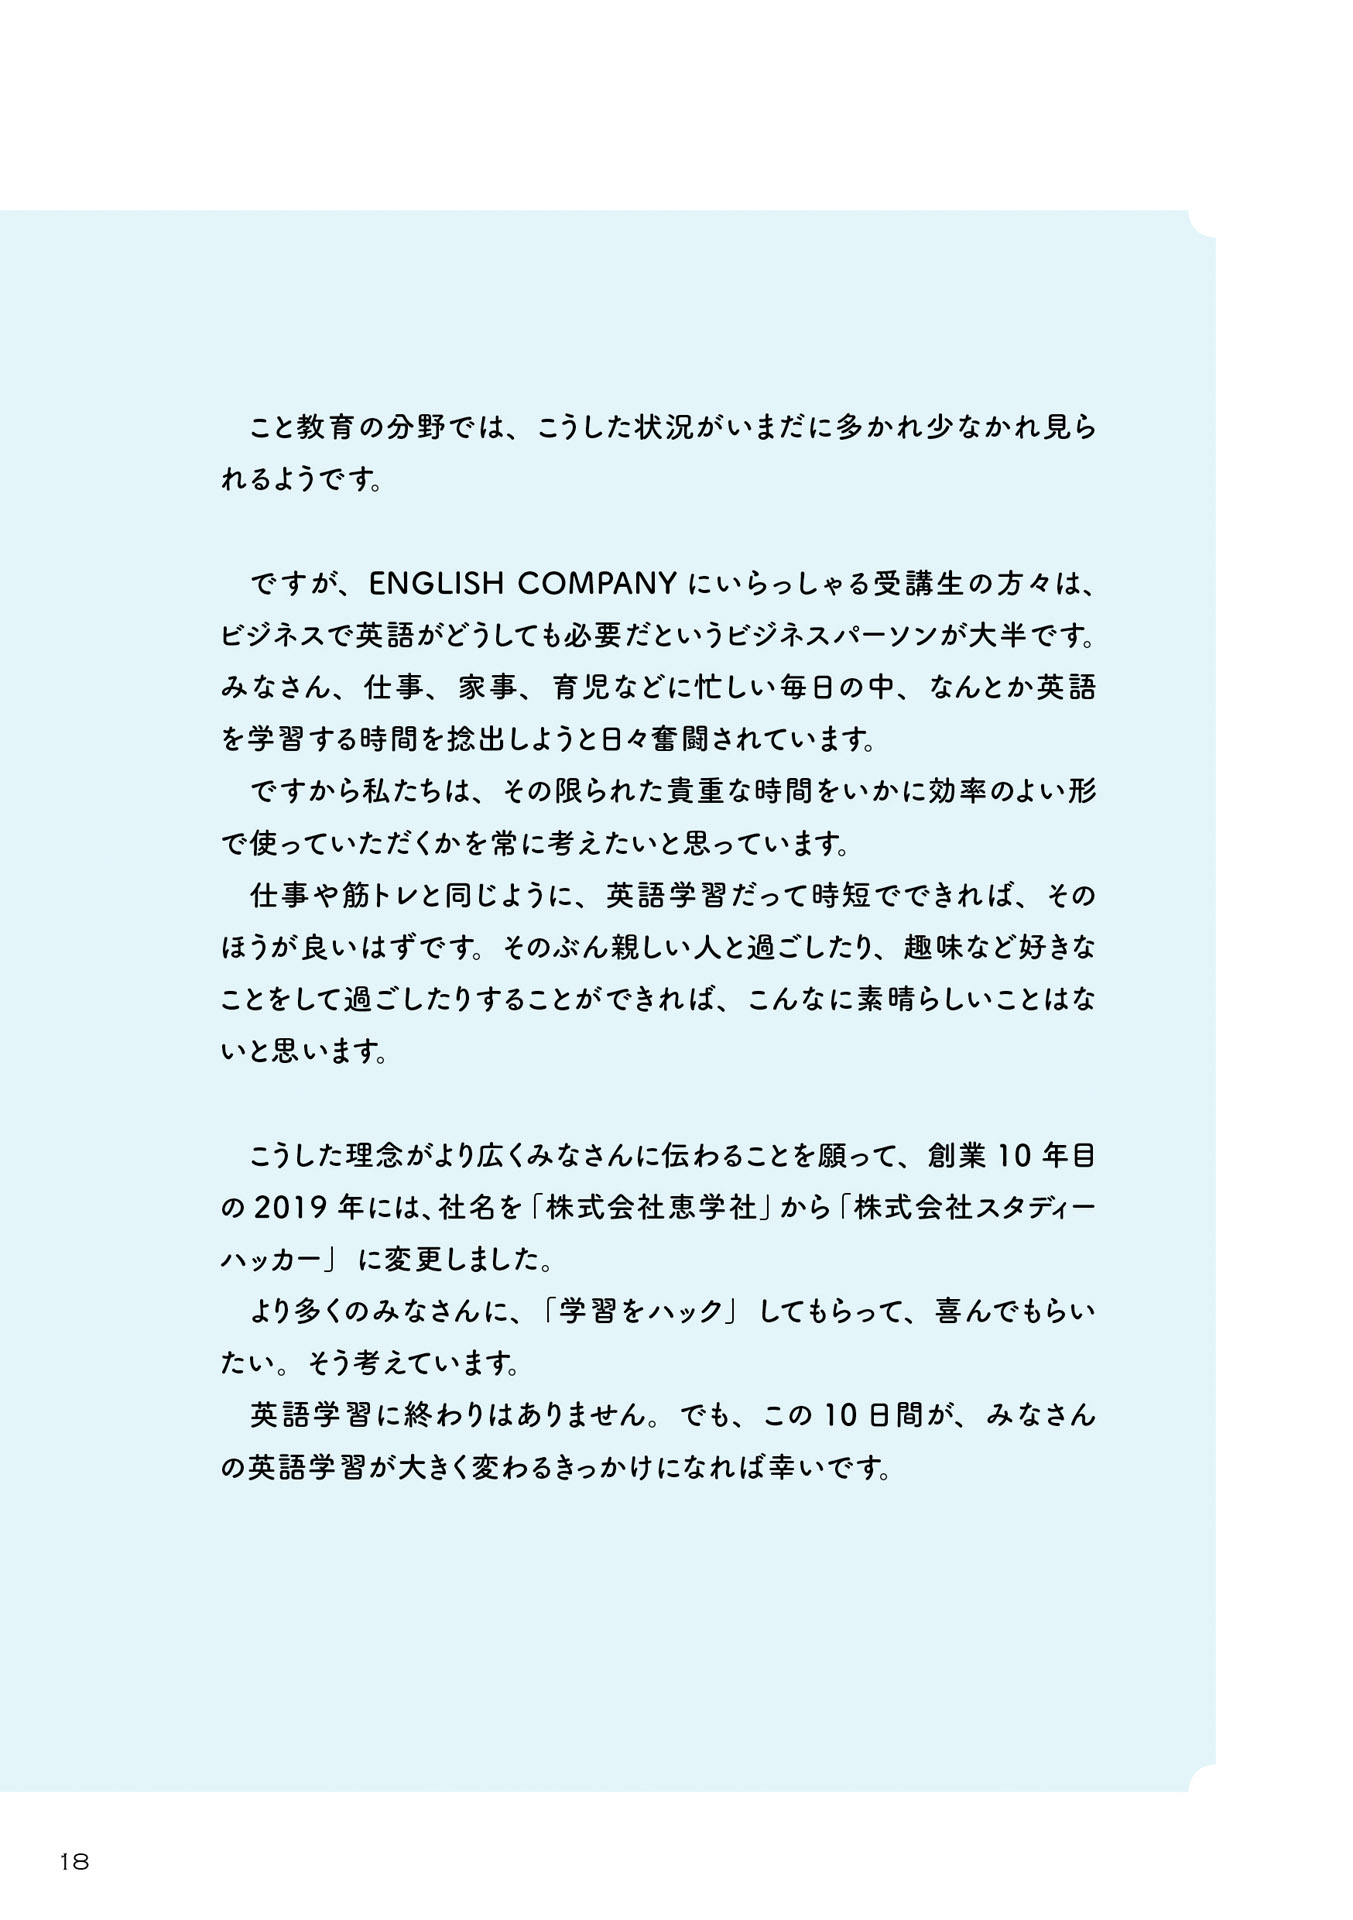 こと教育の分野では、こうした状況がいまだに多かれ少なかれ見ら
れるようです。
ですが、ENGLISH COMPANY にいらっしゃる受講生の方々は、
ビジネスで英語がどうしても必要だというビジネスパーソンが大半です。
みなさん、仕事、家事、育児などに忙しい毎日の中、なんとか英語
を学習する時間を捻出しようと日々奮闘されています。
ですから私たちは、その限られた貴重な時間をいかに効率のよい形
で使っていただくかを常に考えたいと思っています。
仕事や筋トレと同じように、英語学習だって時短でできれば、その
ほうが良いはずです。そのぶん親しい人と過ごしたり、趣味など好きな
ことをして過ごしたりすることができれば、こんなに素晴らしいことはな
いと思います。
こうした理念がより広くみなさんに伝わることを願って、創業 10 年目
の 2019 年には、社名を「株式会社恵学社」から「株式会社スタディー
ハッカー」に変更しました。
より多くのみなさんに、「学習をハック」してもらって、喜んでもらい
たい。そう考えています。
英語学習に終わりはありません。でも、この 10 日間が、みなさん
の英語学習が大きく変わるきっかけになれば幸いです。
18